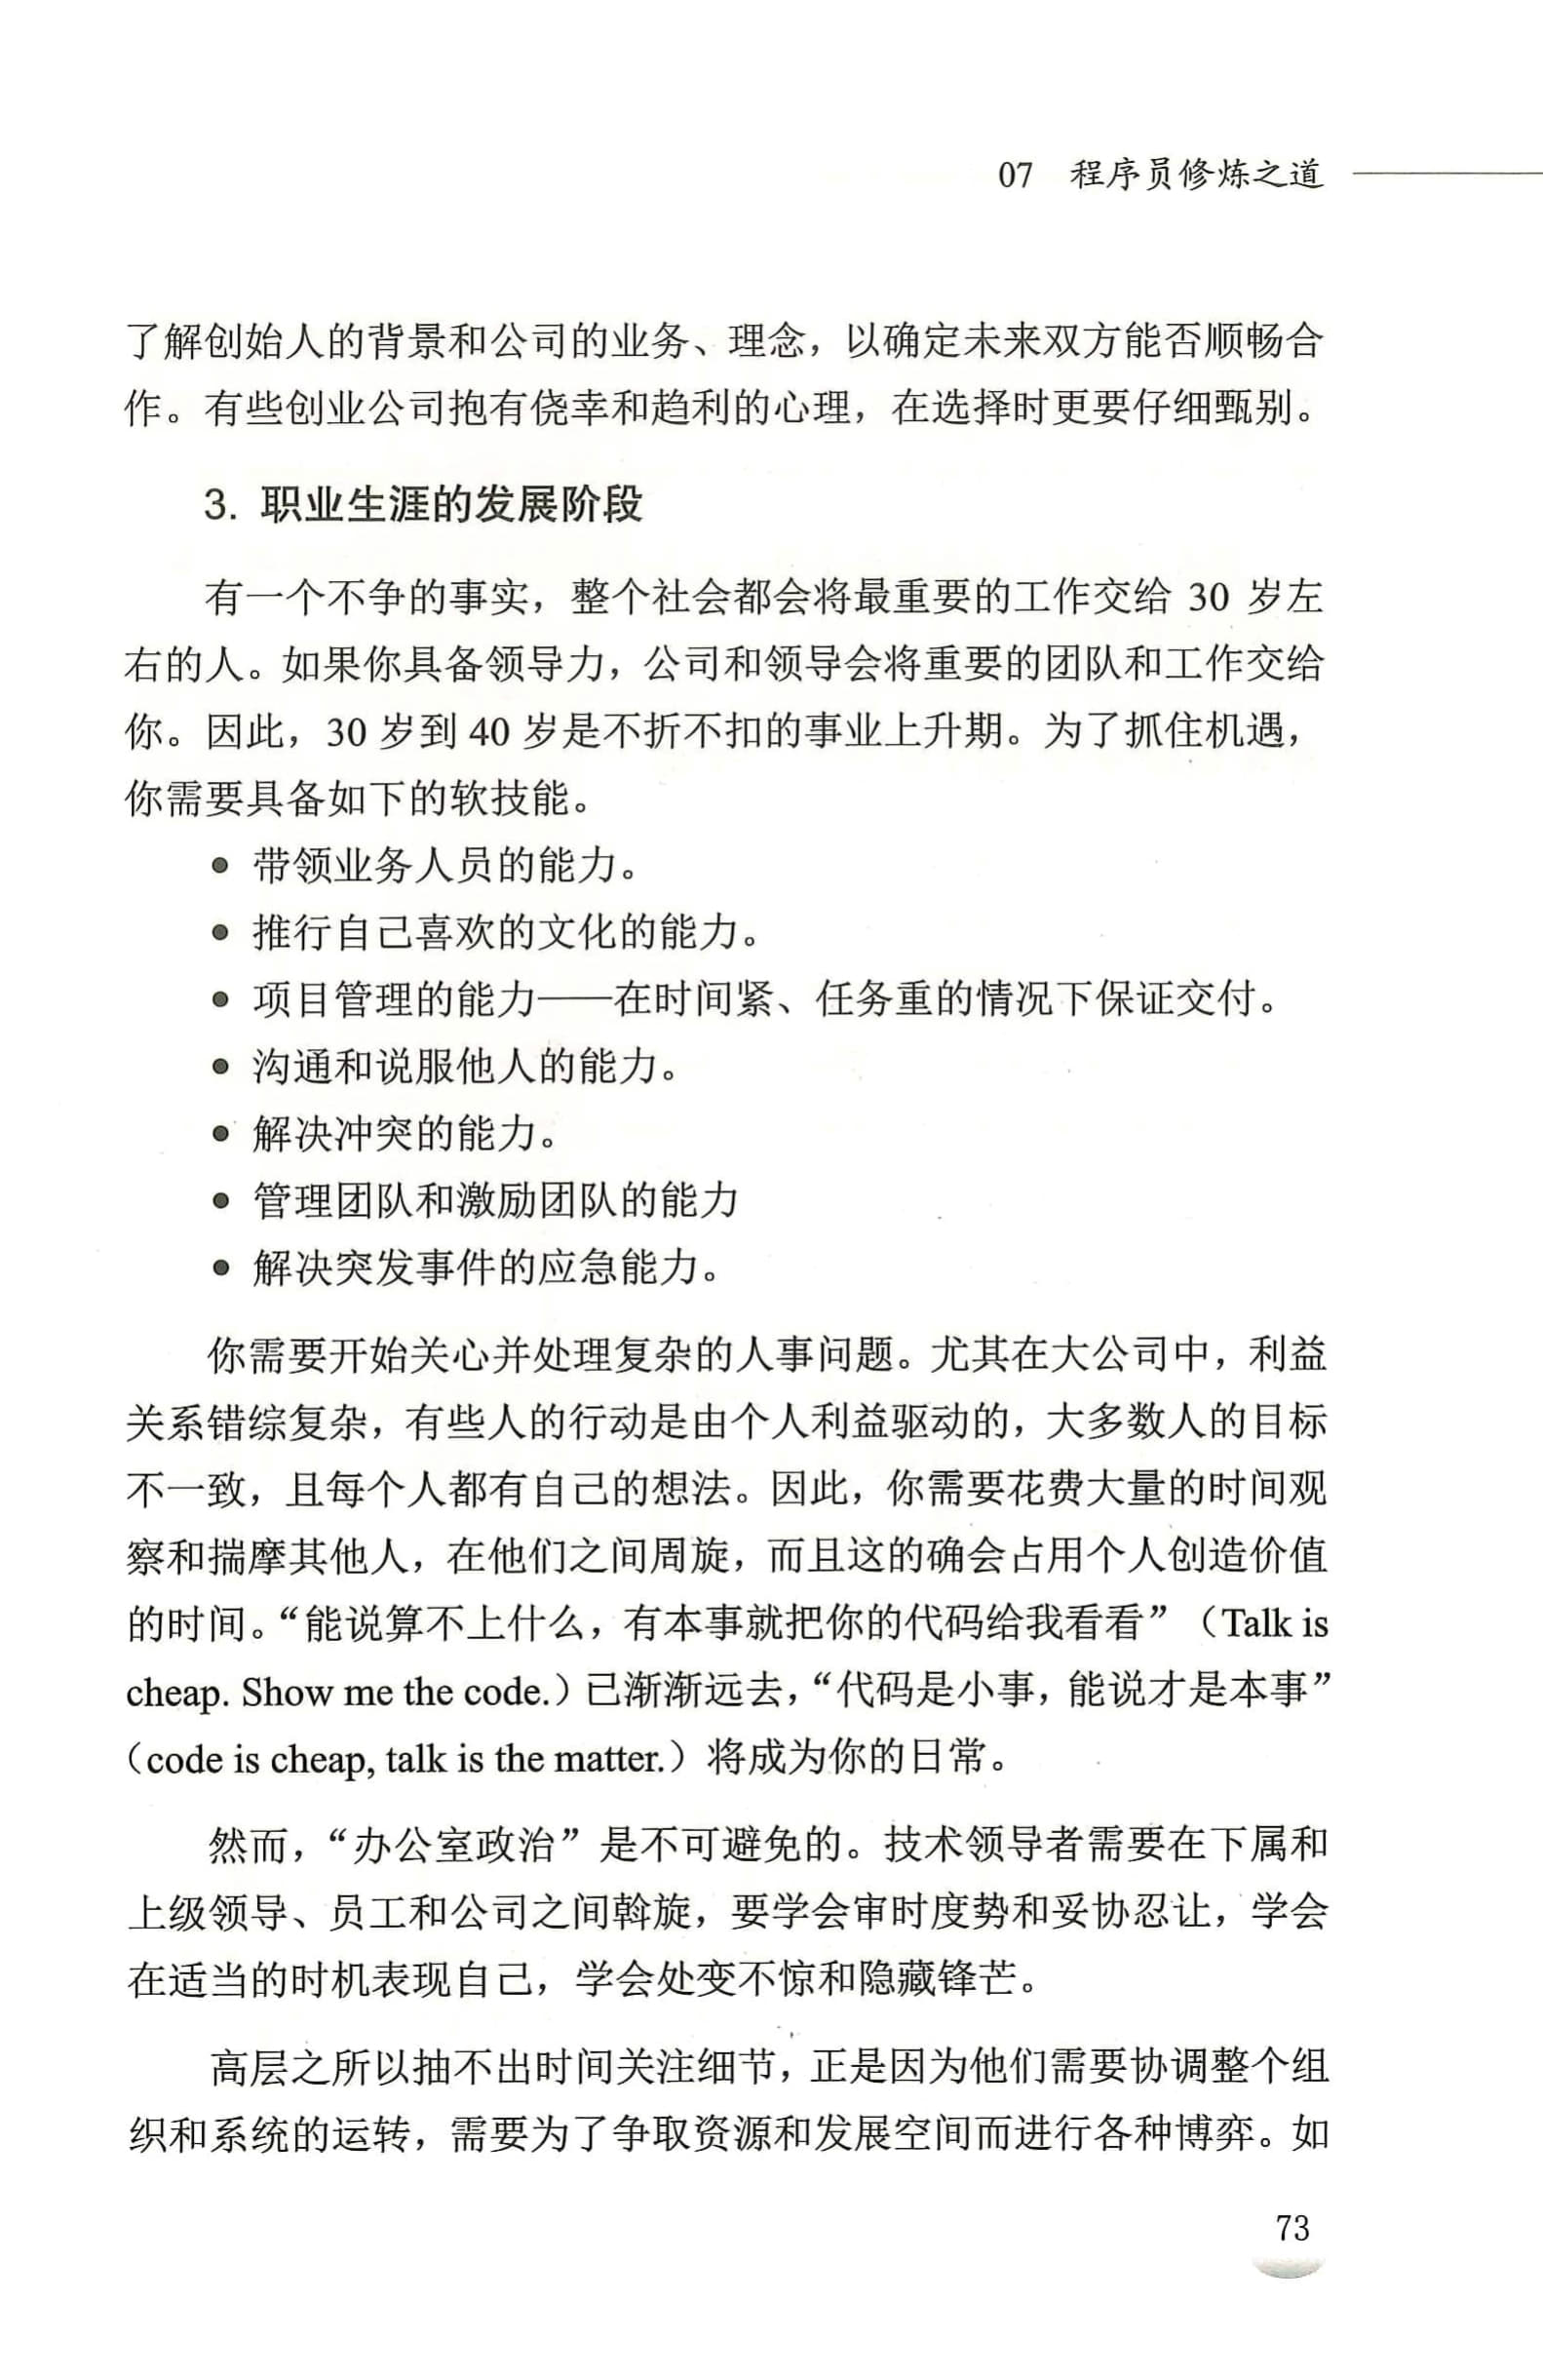 07 程序员修炼之道
了解创始人的背景和公司的业务、理念，以确定未来双方能否顺畅合
作。有些创业公司抱有侥幸和趋利的心理，在选择时更要仔细甄别。
3. 职业生涯的发展阶段
有一个不争的事实，整个社会都会将最重要的工作交给 30 岁左
右的人。如果你具备领导力，公司和领导会将重要的团队和工作交给
你。因此，30 岁到 40 岁是不折不扣的事业上升期。为了抓住机遇，
你需要具备如下的软技能。
● 带领业务人员的能力。
● 推行自己喜欢的文化的能力。
● 项目管理的能力——在时间紧、任务重的情况下保证交付。
● 沟通和说服他人的能力。
● 解决冲突的能力。
● 管理团队和激励团队的能力
● 解决突发事件的应急能力。
你需要开始关心并处理复杂的人事问题。尤其在大公司中，利益
关系错综复杂，有些人的行动是由个人利益驱动的，大多数人的目标
不一致，且每个人都有自己的想法。因此，你需要花费大量的时间观
察和揣摩其他人，在他们之间周旋，而且这的确会占用个人创造价值
的时间。“能说算不上什么，有本事就把你的代码给我看看”（Talk is
cheap. Show me the code.）已渐渐远去，“代码是小事，能说才是本事”
（code is cheap, talk is the matter.）将成为你的日常。
然而，“办公室政治”是不可避免的。技术领导者需要在下属和
上级领导、员工和公司之间斡旋，要学会审时度势和妥协忍让，学会
在适当的时机表现自己，学会处变不惊和隐藏锋芒。
高层之所以抽不出时间关注细节，正是因为他们需要协调整个组
织和系统的运转，需要为了争取资源和发展空间而进行各种博弈。如
73